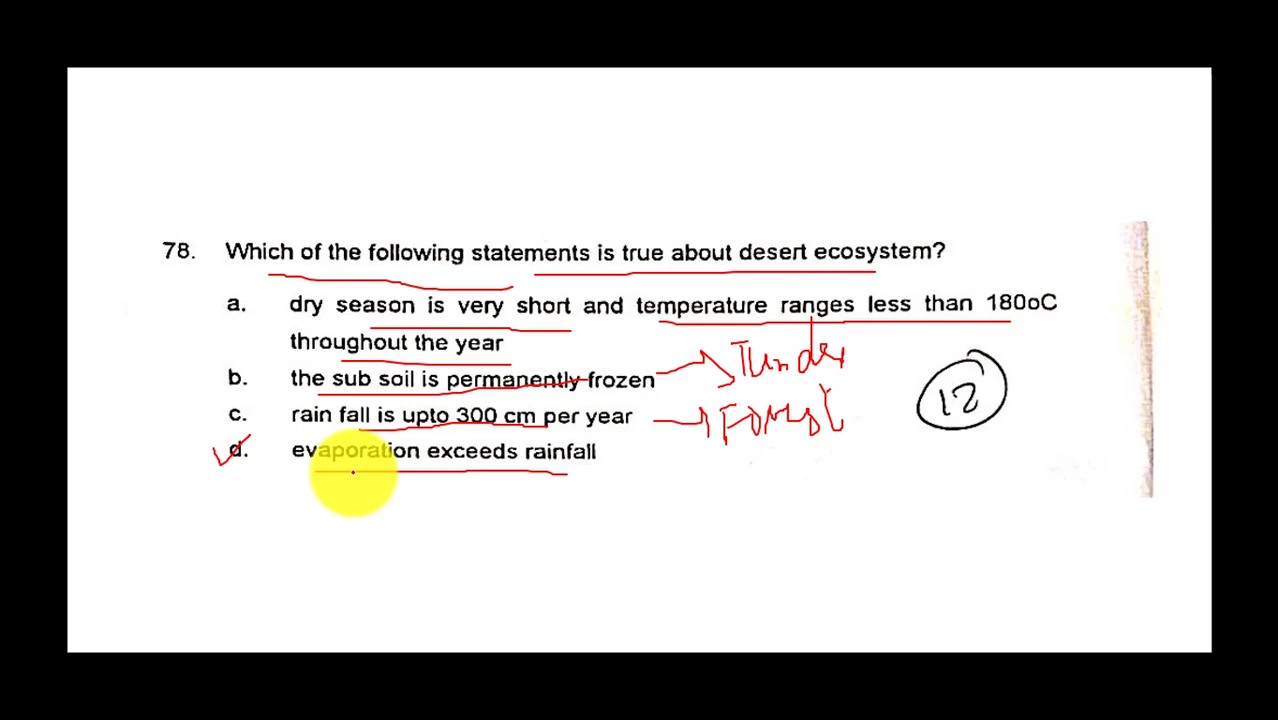 78. Which of the following statements is true about desert ecosystem?
a. dry season is very short and temperature ranges less than 180oC
throughout the year
b. the sub soil is permanently frozen
Tunder
c. rain fall is upto 300 cm per year
Forest
12
d. evaporation exceeds rainfall